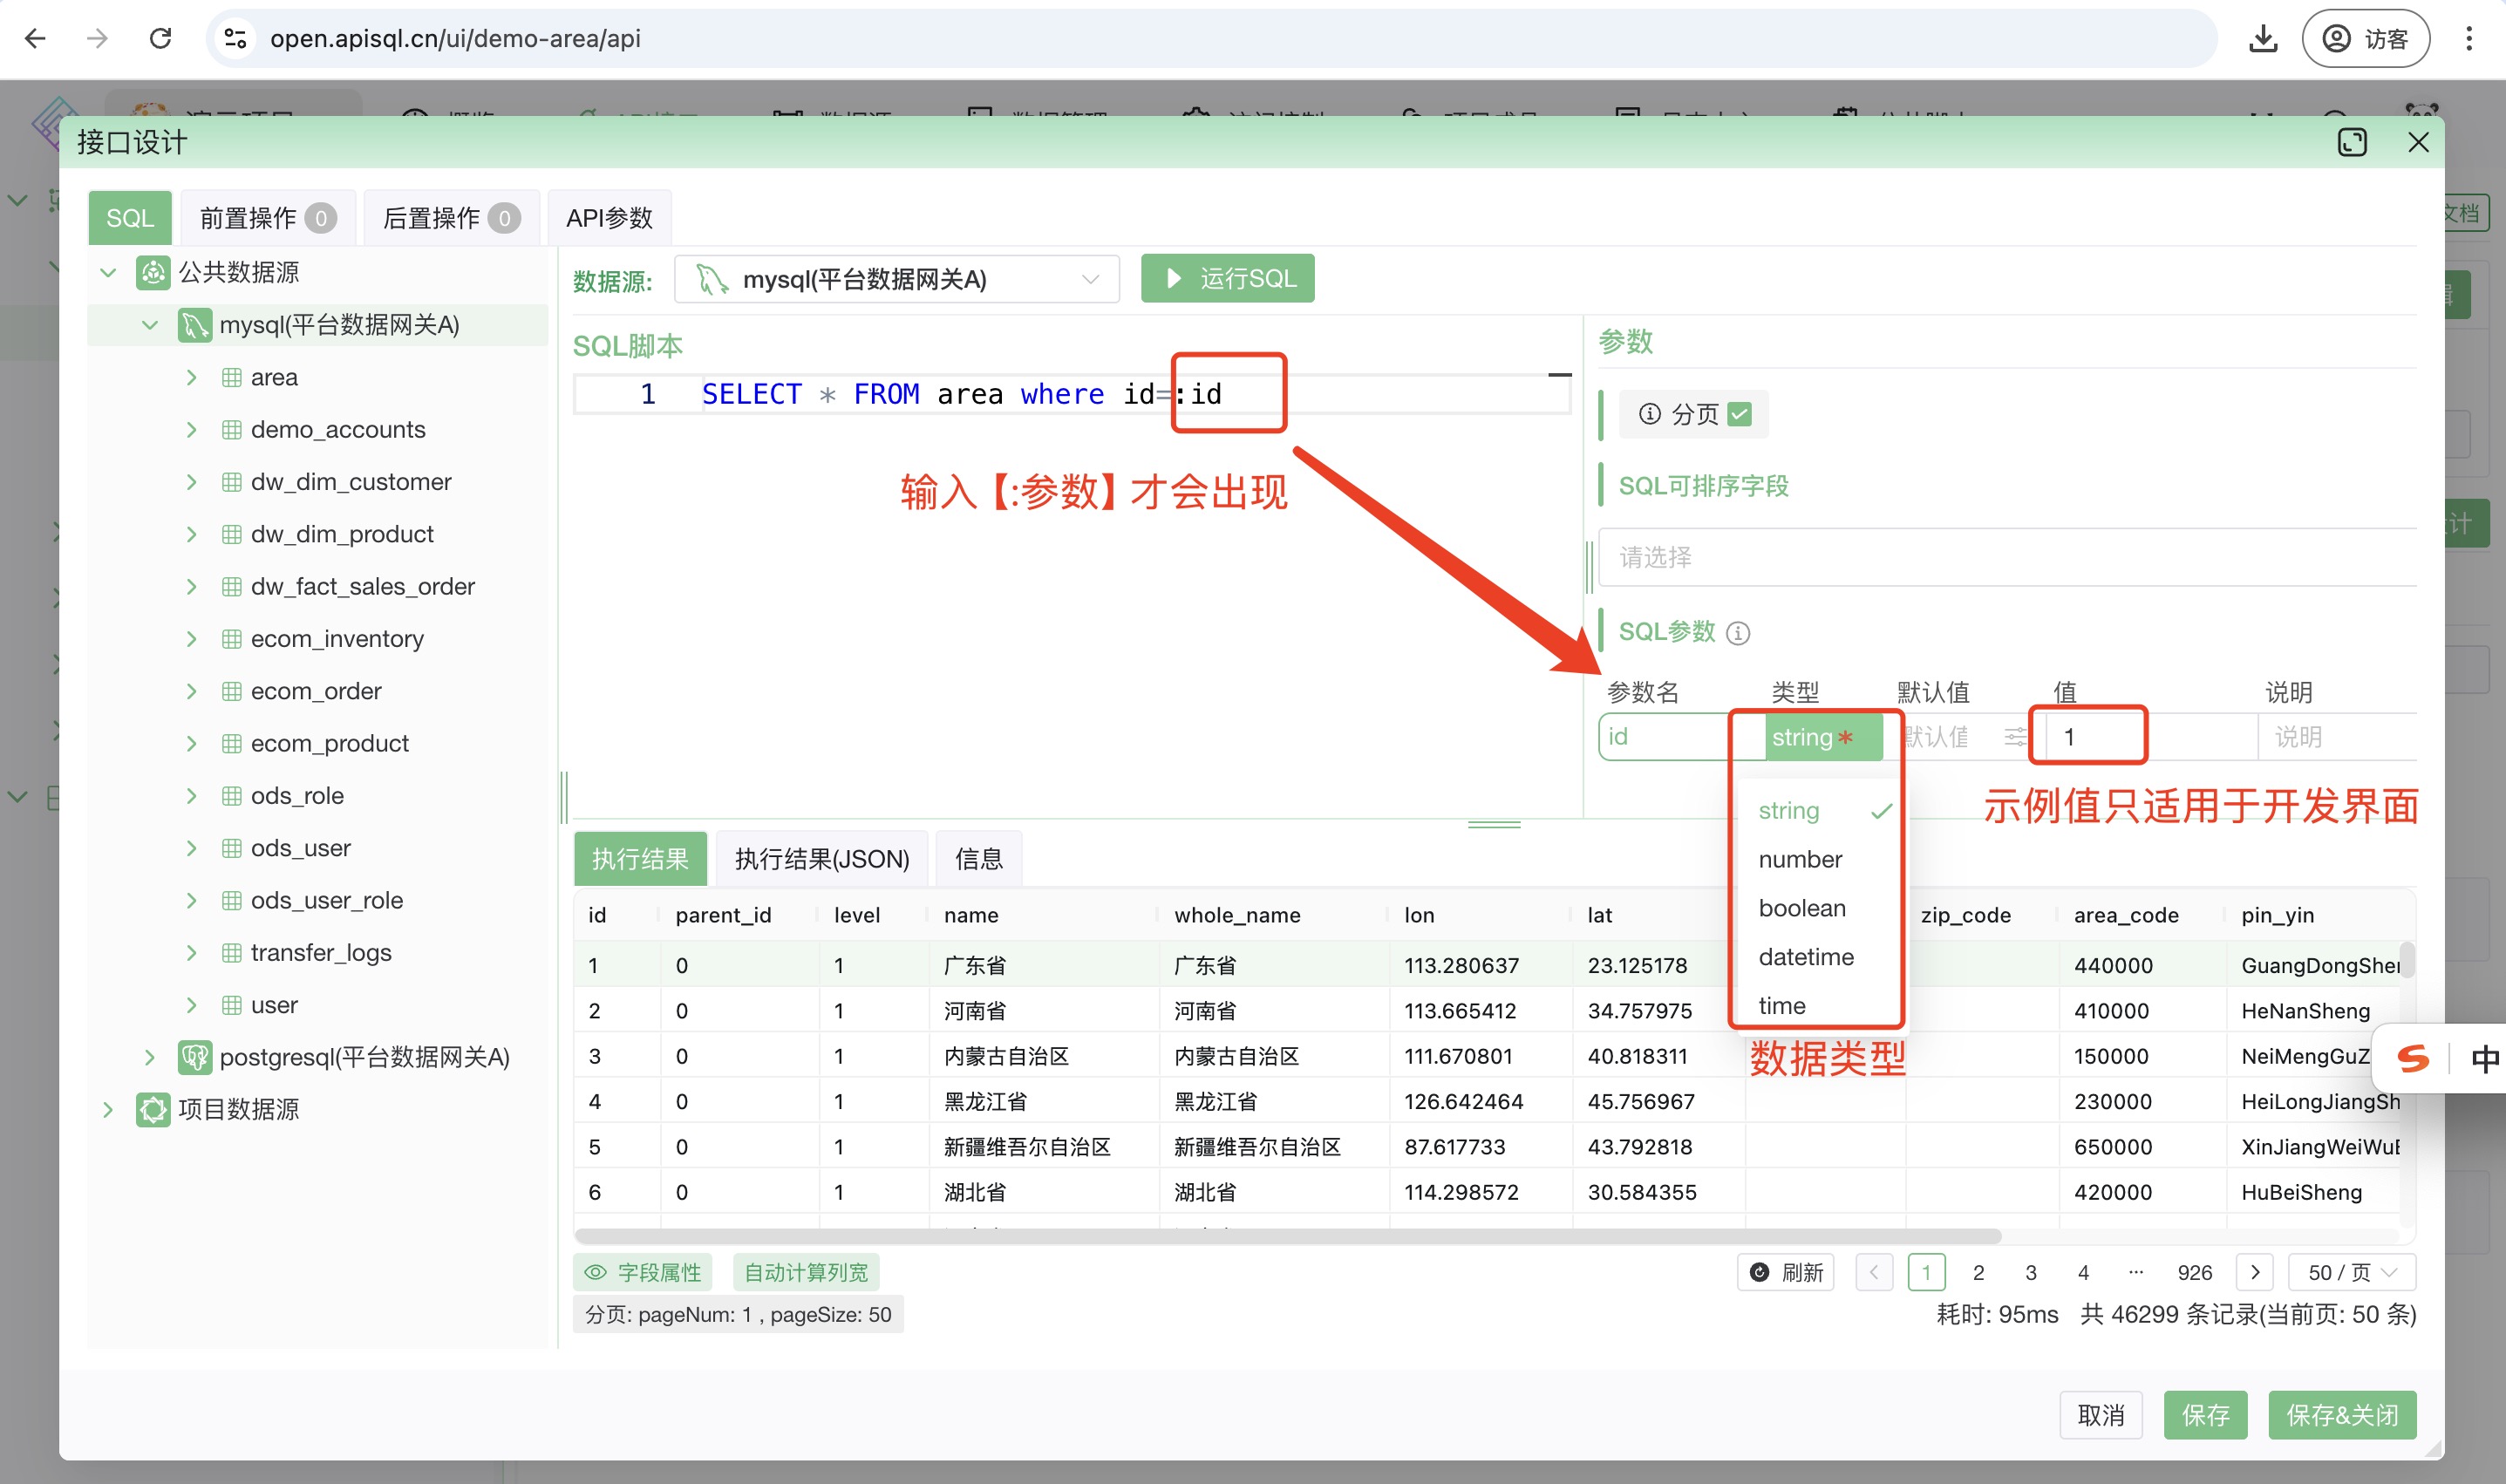 open.apisql.cn/ui/demo-area/api
访客
接口设计
SQL
前置操作 0
后置操作 0
API参数
公共数据源
mysql(平台数据网关A)
area
demo_accounts
dw_dim_customer
dw_dim_product
dw_fact_sales_order
ecom_inventory
ecom_order
ecom_product
ods_role
ods_user
ods_user_role
transfer_logs
user
postgresql(平台数据网关A)
项目数据源
数据源:
mysql(平台数据网关A)
运行SQL
SQL脚本
1 SELECT * FROM area where id=:id
输入【:参数】才会出现
参数
分页
SQL可排序字段
请选择
SQL参数
参数名 类型 默认值 值 说明
id string * 默认值 1 说明
string
number
boolean
datetime
time
示例值只适用于开发界面
数据类型
执行结果
执行结果(JSON)
信息
id parent_id level name whole_name lon lat zip_code area_code pin_yin
1 0 1 广东省 广东省 113.280637 23.125178 440000 GuangDongSher
2 0 1 河南省 河南省 113.665412 34.757975 410000 HeNanSheng
3 0 1 内蒙古自治区 内蒙古自治区 111.670801 40.818311 150000 NeiMengGuZ
4 0 1 黑龙江省 黑龙江省 126.642464 45.756967 230000 HeiLongJiangSh
5 0 1 新疆维吾尔自治区 新疆维吾尔自治区 87.617733 43.792818 650000 XinJiangWeiWuE
6 0 1 湖北省 湖北省 114.298572 30.584355 420000 HuBeiSheng
字段属性
自动计算列宽
刷新
1 2 3 4 ··· 926
50 / 页
分页: pageNum: 1 , pageSize: 50
耗时: 95ms 共 46299 条记录(当前页: 50 条)
取消
保存
保存&关闭
文档
中